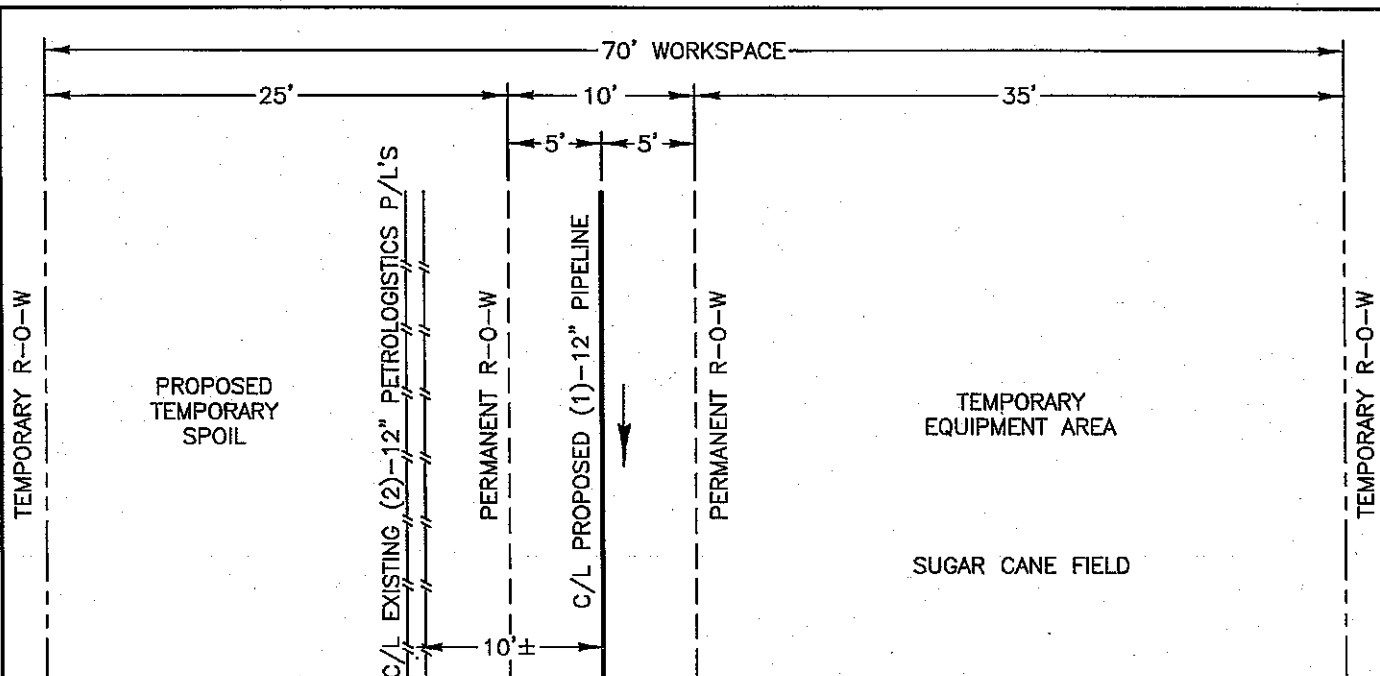 70' WORKSPACE
25'
10'
35'
5'
5'
TEMPORARY R-O-W
PROPOSED
TEMPORARY
SPOIL
C/L EXISTING (2)-12" PETROLOGISTICS P/L'S
PERMANENT R-O-W
C/L PROPOSED (1)-12" PIPELINE
PERMANENT R-O-W
TEMPORARY
EQUIPMENT AREA
SUGAR CANE FIELD
TEMPORARY R-O-W
10'±